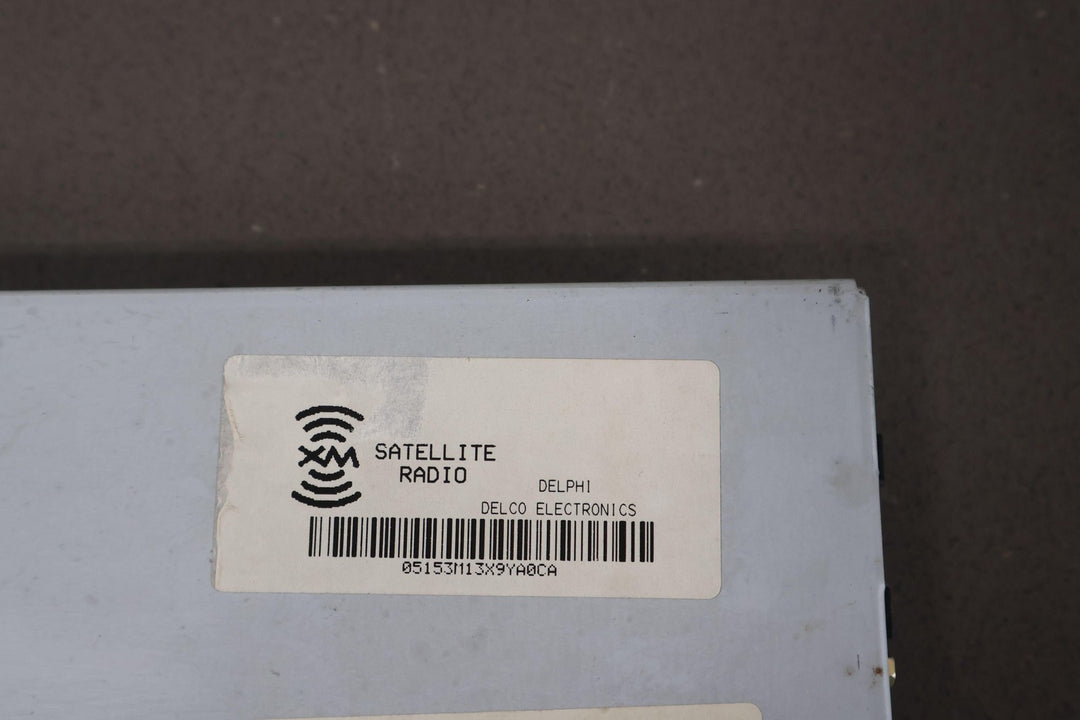 XM
SATELLITE
RADIO
DELPHI
DELCO ELECTRONICS
05153M13X9YA0CA